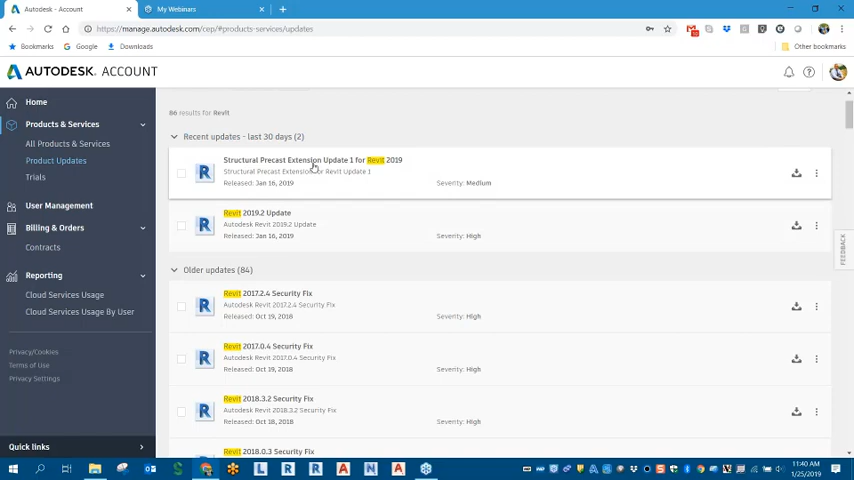 Autodesk Account
My Webinars
https://manage.autodesk.com/cep/#products-services/updates
Bookmarks
Google
Downloads
Other bookmarks
AUTODESK ACCOUNT
Home
Products & Services
All Products & Services
Product Updates
Trials
User Management
Billing & Orders
Contracts
Reporting
Cloud Services Usage
Cloud Services Usage By User
Privacy/Cookies
Terms of Use
Privacy Settings
Quick links
86 results for Revit
Recent updates - last 30 days (2)
Structural Precast Extension Update 1 for Revit 2019
Structural Precast Extension for Revit Update 1
Released: Jan 16, 2019 Severity: Medium
Revit 2019.2 Update
Autodesk Revit 2019.2 Update
Released: Jan 16, 2019 Severity: High
Older updates (84)
Revit 2017.2.4 Security Fix
Autodesk Revit 2017.2.4 Security Fix
Released: Oct 19, 2018 Severity: High
Revit 2017.0.4 Security Fix
Autodesk Revit 2017.0.4 Security Fix
Released: Oct 19, 2018 Severity: High
Revit 2018.3.2 Security Fix
Autodesk Revit 2018.3.2 Security Fix
Released: Oct 18, 2018 Severity: High
Revit 2018.0.3 Security Fix
FEEDBACK
11:40 AM
1/25/2019